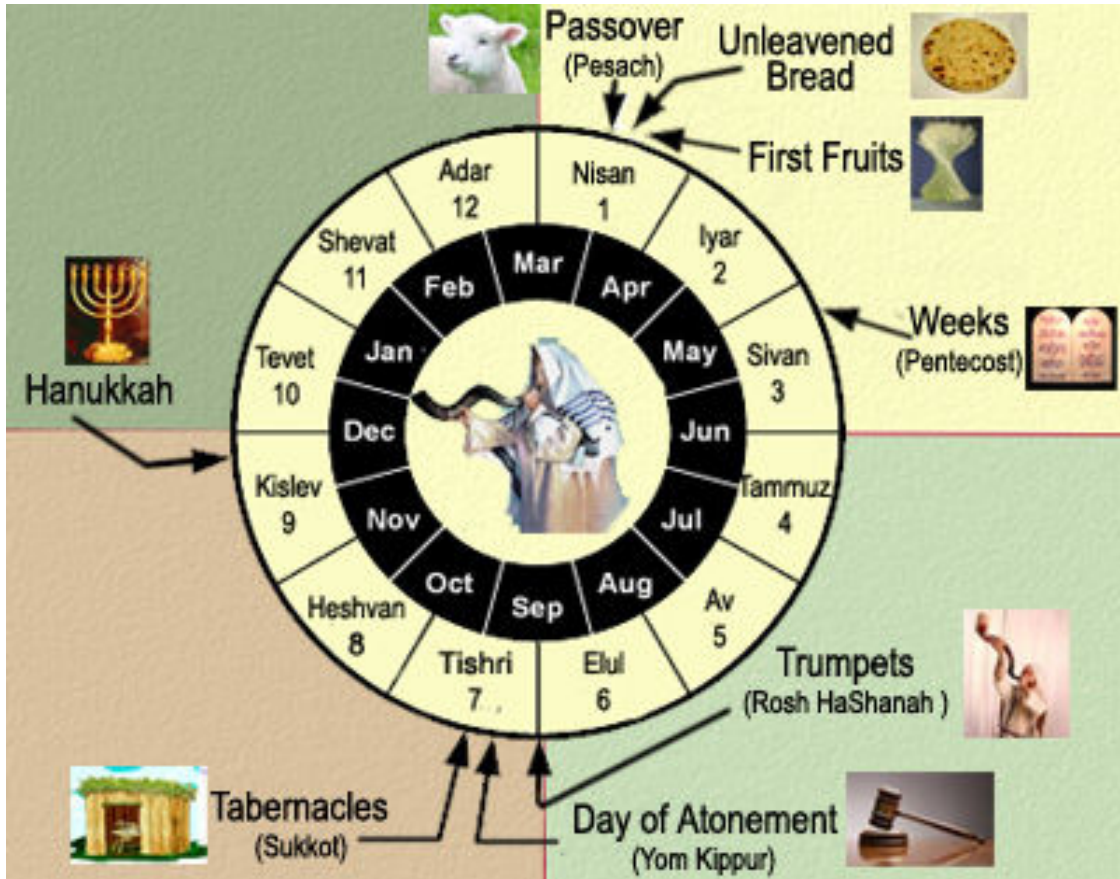 Passover
(Pesach)
Unleavened
Bread
First Fruits
Adar
12
Nisan
1
Shevat
11
Iyar
2
Tevet
10
Sivan
3
Kislev
9
Tammuz
4
Heshvan
8
Av
5
Tishri
7
Elul
6
Mar
Apr
May
Jun
Jul
Aug
Sep
Oct
Nov
Dec
Jan
Feb
Weeks
(Pentecost)
Hanukkah
Trumpets
(Rosh HaShanah )
Tabernacles
(Sukkot)
Day of Atonement
(Yom Kippur)